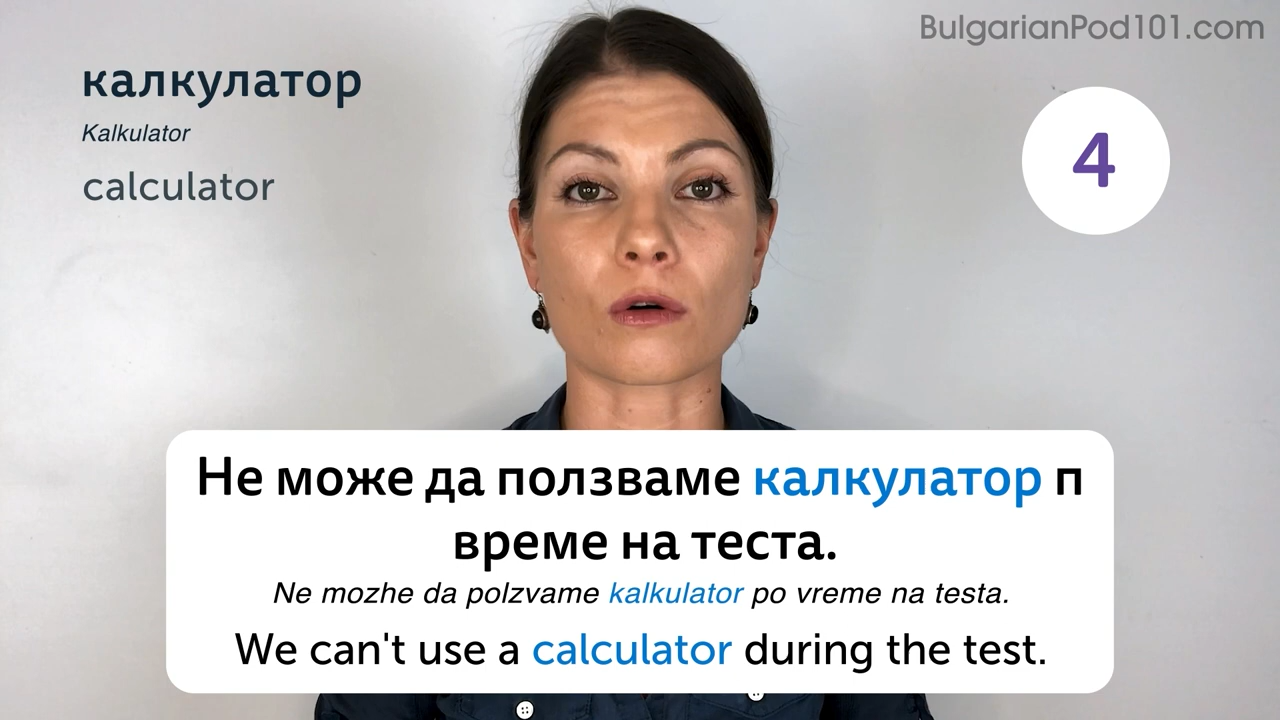 BulgarianPod101.com
калкулатор
Kalkulator
calculator
4
Не може да ползваме калкулатор п
време на теста.
Ne mozhe da polzvame kalkulator po vreme na testa.
We can't use a calculator during the test.